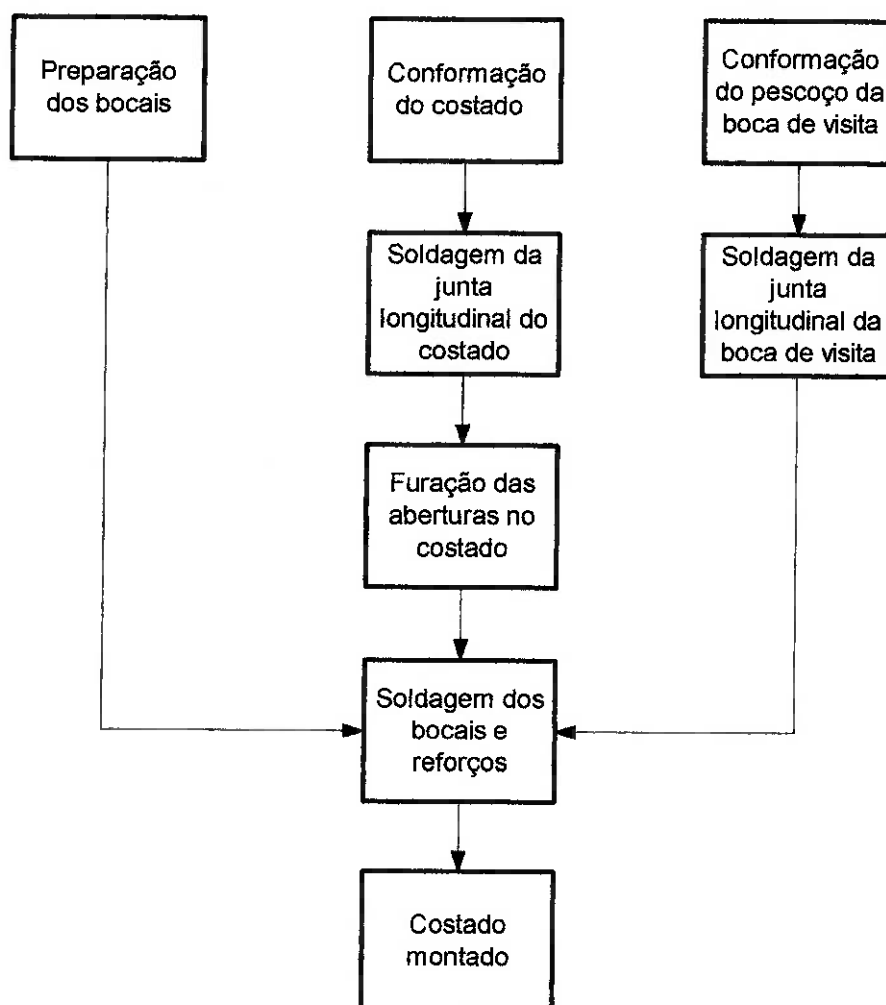 Preparação
dos bocais
Conformação
do costado
Conformação
do pescoço da
boca de visita
Soldagem da
junta
longitudinal do
costado
Soldagem da
junta
longitudinal da
boca de visita
Furação das
aberturas no
costado
Soldagem dos
bocais e
reforços
Costado
montado